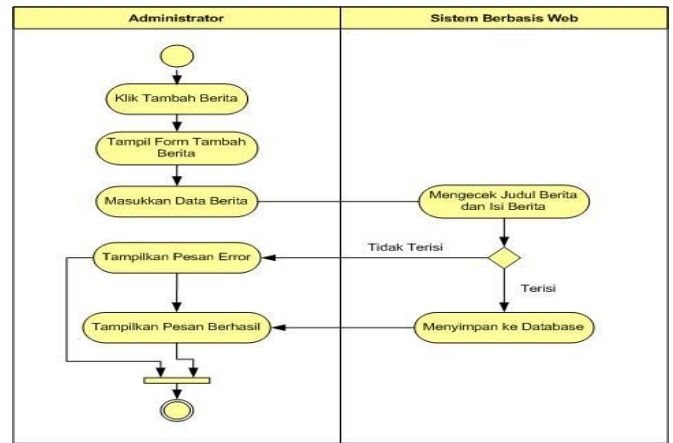 Administrator
Sistem Berbasis Web
Klik Tambah Berita
Tampil Form Tambah
Berita
Masukkan Data Berita
Mengecek Judul Berita
dan Isi Berita
Tidak Terisi
Tampilkan Pesan Error
Terisi
Tampilkan Pesan Berhasil
Menyimpan ke Database